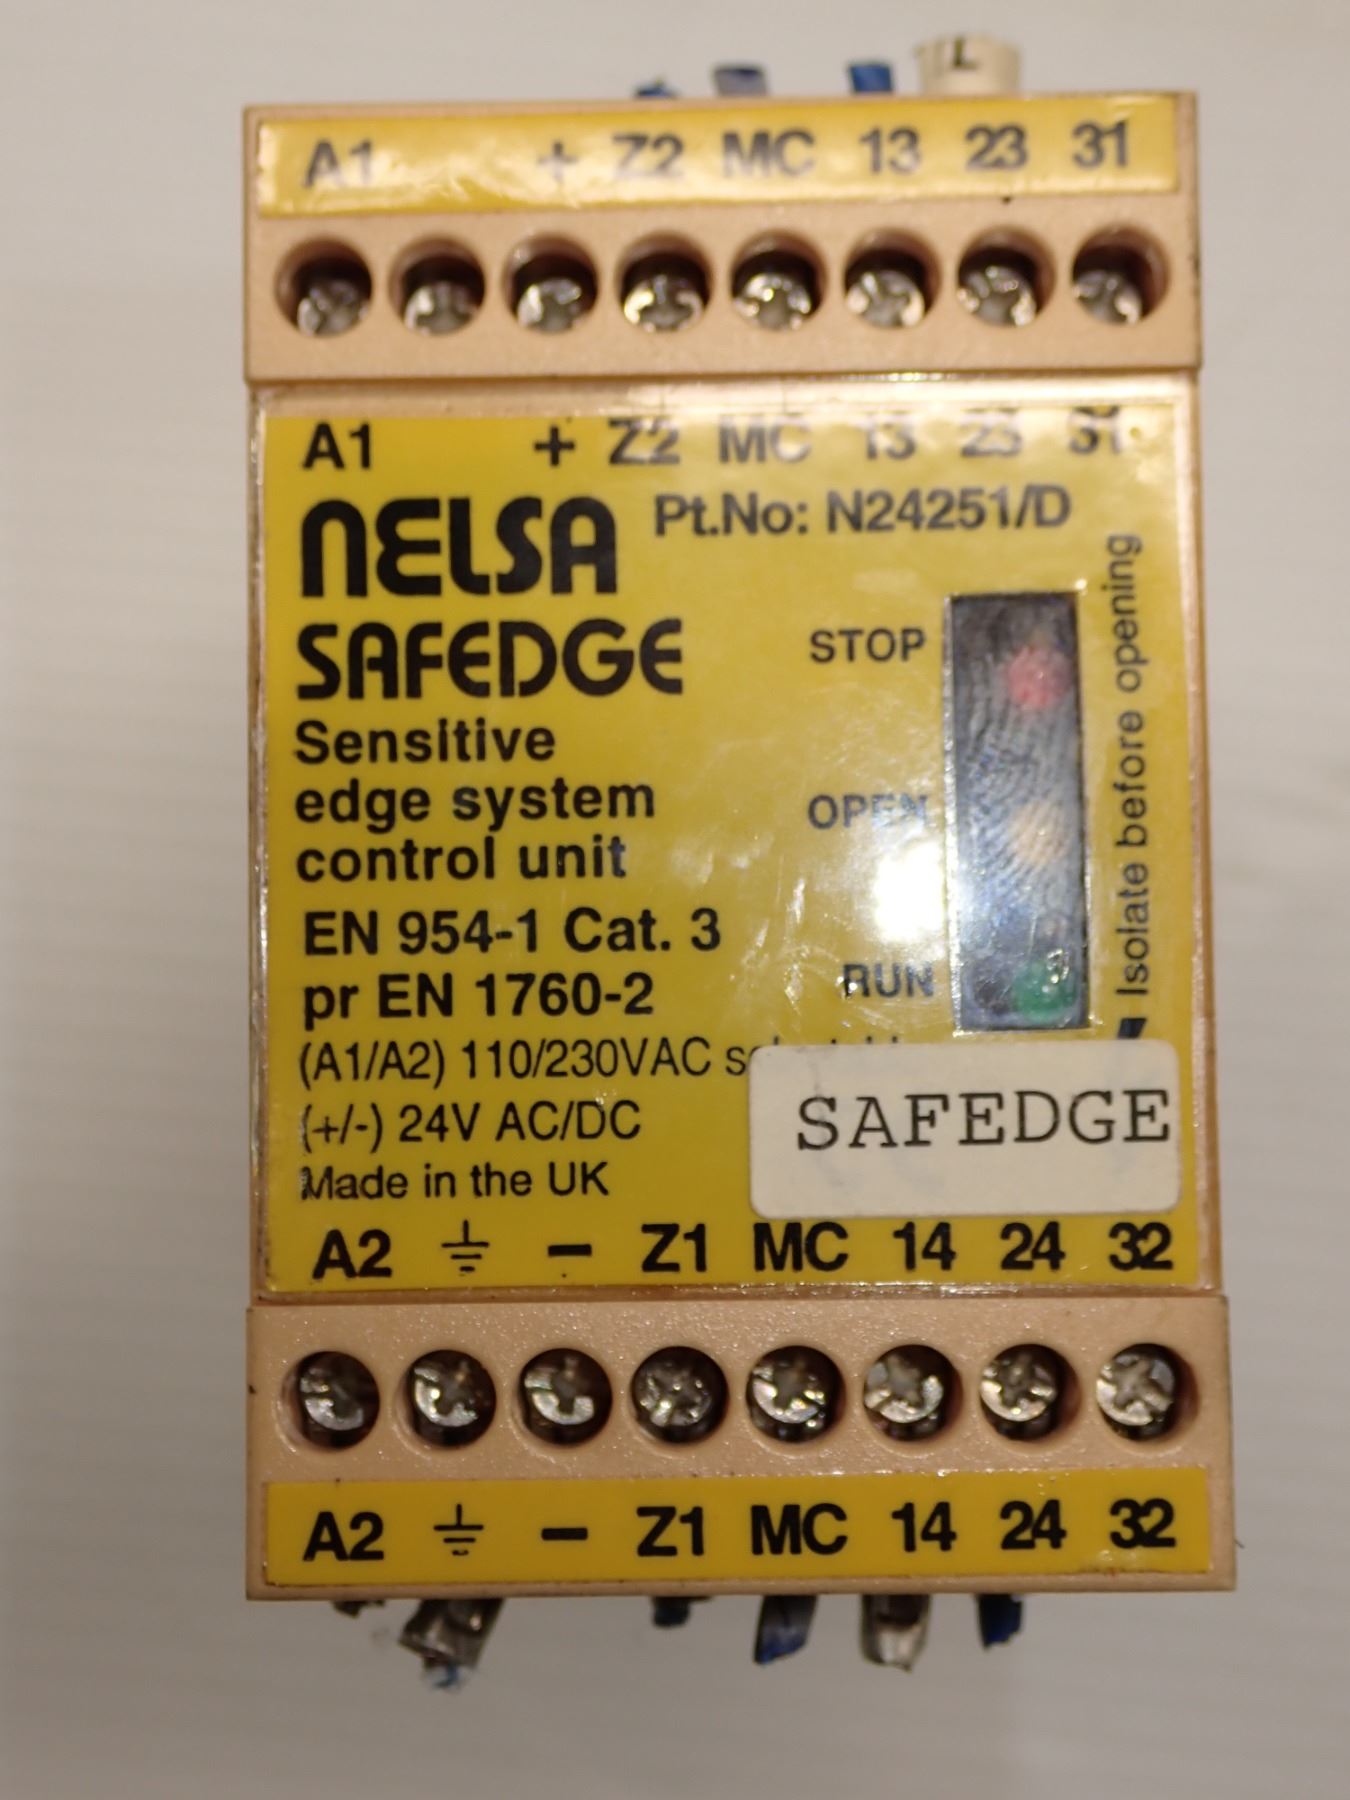 L
A1 + Z2 MC 13 23 31
A1 + Z2 MC 13 23 31
NELSA Pt.No: N24251/D
SAFEDGE
Sensitive
edge system
control unit
EN 954-1 Cat. 3
pr EN 1760-2
(A1/A2) 110/230VAC
(+/-) 24V AC/DC
Made in the UK
STOP
OPEN
RUN
Isolate before opening
SAFEDGE
A2 ⏚ − Z1 MC 14 24 32
A2 ⏚ − Z1 MC 14 24 32